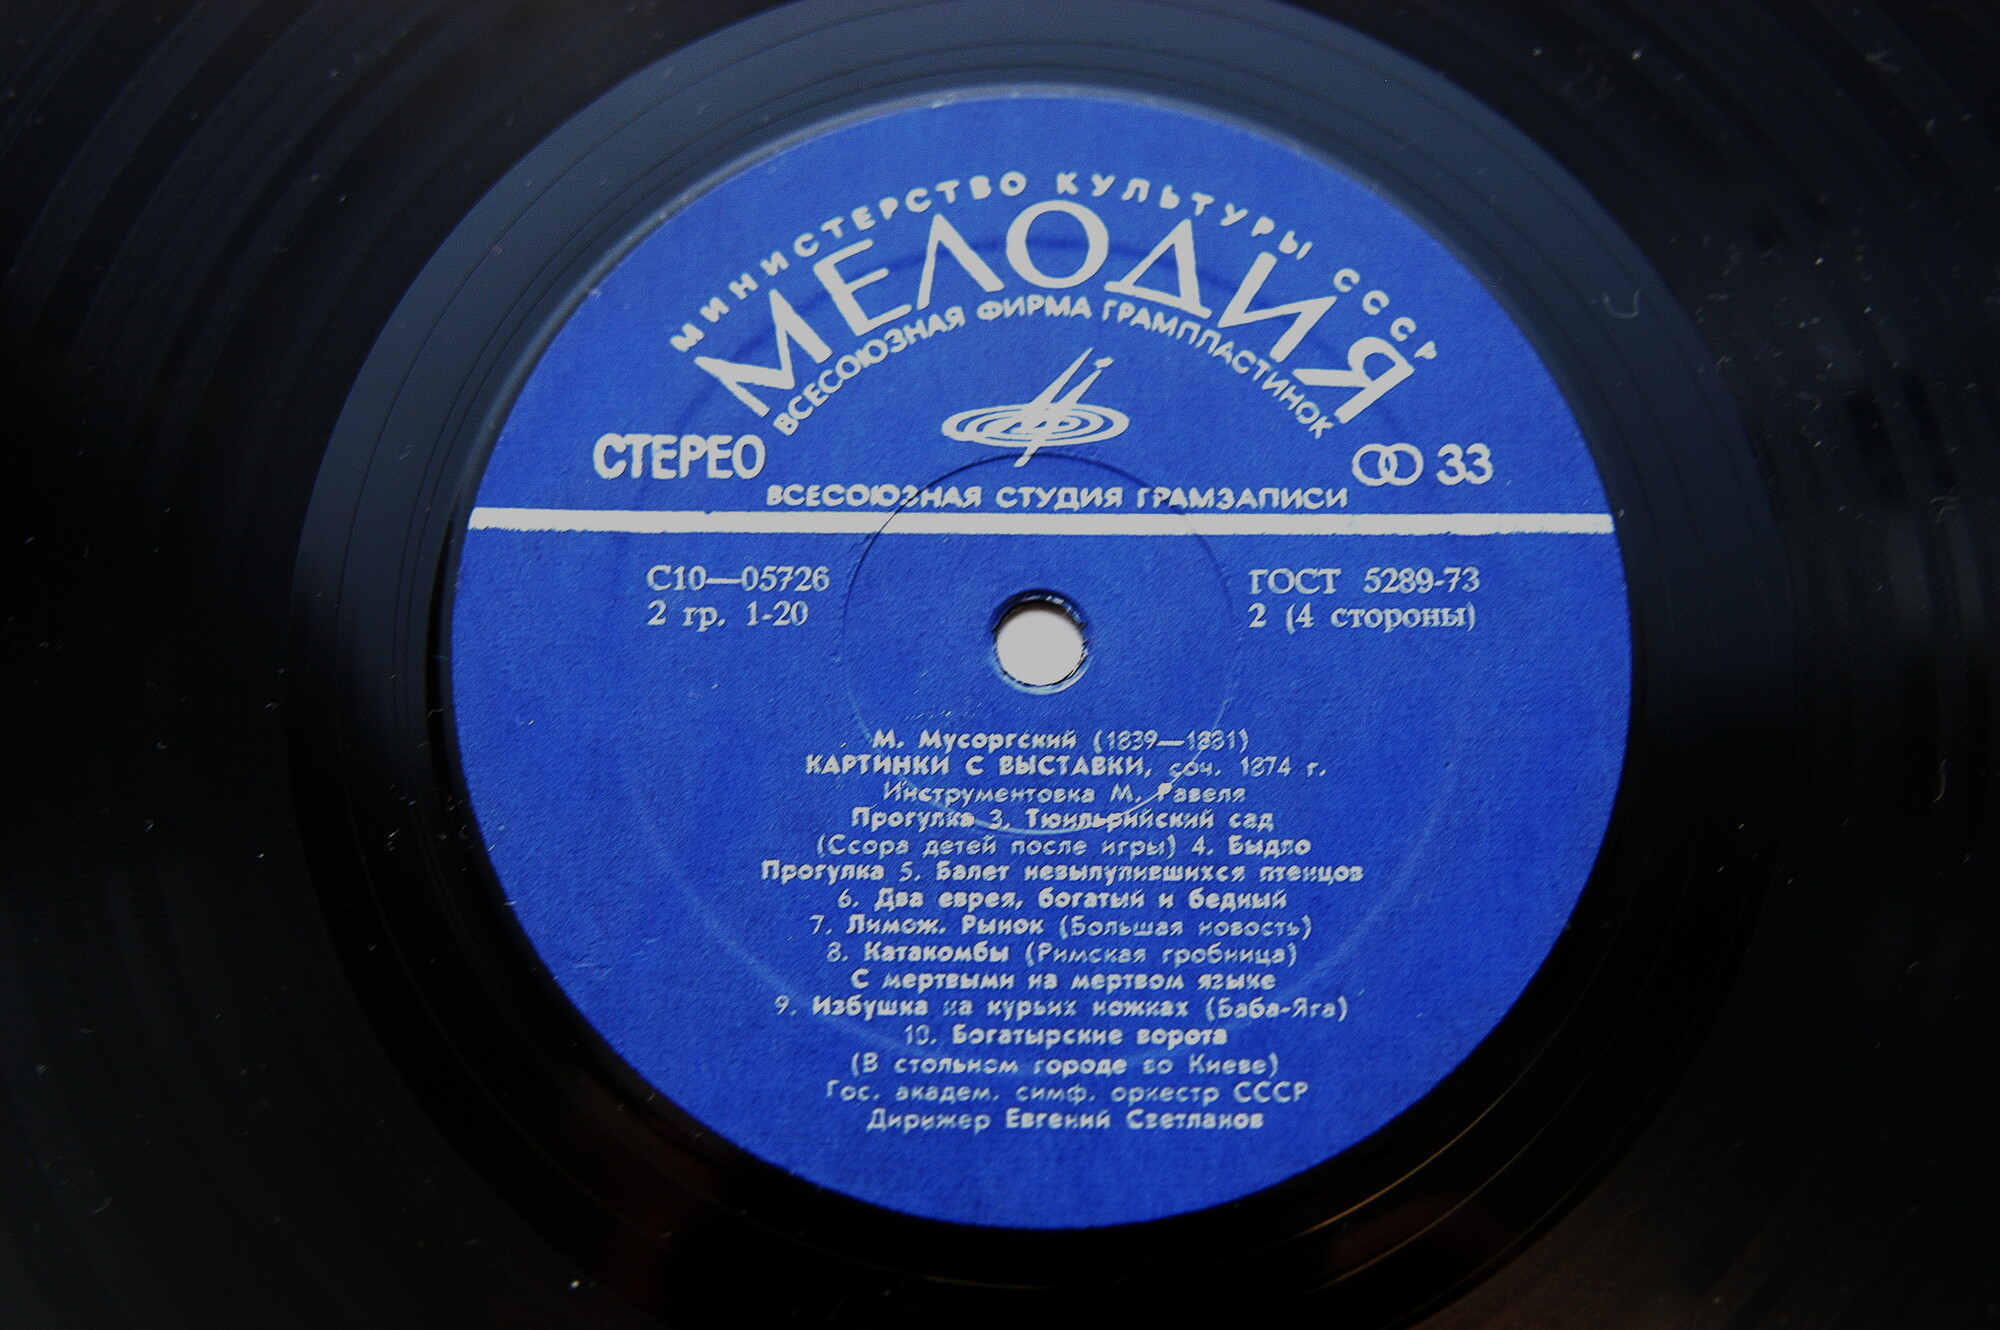 МИНИСТЕРСТВО КУЛЬТУРЫ СССР
МЕЛОДИЯ
ВСЕСОЮЗНАЯ ФИРМА ГРАМПЛАСТИНОК
СТЕРЕО
33
ВСЕСОЮЗНАЯ СТУДИЯ ГРАМЗАПИСИ
С10—05726
ГОСТ 5289-73
2 гр. 1-20
2 (4 стороны)
М. Мусоргский (1839—1881)
КАРТИНКИ С ВЫСТАВКИ, соч. 1874 г.
Инструментовка М. Равеля
Прогулка 3. Тюильрийский сад
(Ссора детей после игры) 4. Быдло
Прогулка 5. Балет невылупившихся птенцов
6. Два еврея, богатый и бедный
7. Лимож. Рынок (Большая новость)
8. Катакомбы (Римская гробница)
С мертвыми на мертвом языке
9. Избушка на курьих ножках (Баба-Яга)
10. Богатырские ворота
(В стольном городе во Киеве)
Гос. академ. симф. оркестр СССР
Дирижер Евгений Светланов